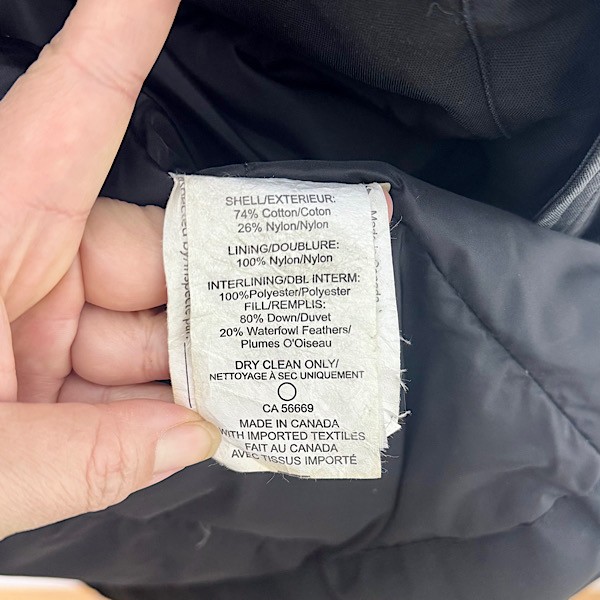 SHELL/EXTERIEUR:
74% Cotton/Coton
26% Nylon/Nylon
LINING/DOUBLURE:
100% Nylon/Nylon
INTERLINING/DBL INTERM:
100%Polyester/Polyester
FILL/REMPLIS:
80% Down/Duvet
20% Waterfowl Feathers/
Plumes O'Oiseau
DRY CLEAN ONLY/
NETTOYAGE À SEC UNIQUEMENT
CA 56669
MADE IN CANADA
WITH IMPORTED TEXTILES
FAIT AU CANADA
AVEC TISSUS IMPORTÉ